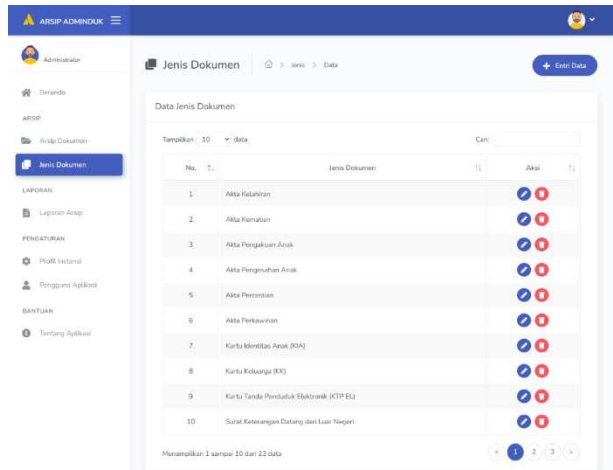 ARSIP ADMINDUK
Administrator
Jenis Dokumen
Jenis > Data
+ Entri Data
Beranda
ARSIP
Arsip Dokumen
Jenis Dokumen
LAPORAN
Laporan Arsip
PENGATURAN
Profil Instansi
Pengguna Aplikasi
BANTUAN
Tentang Aplikasi
Data Jenis Dokumen
Tampilkan 10 data
Cari:
No. Jenis Dokumen Aksi
1 Akta Kelahiran
2 Akta Kematian
3 Akta Pengakuan Anak
4 Akta Pengesahan Anak
5 Akta Perceraian
6 Akta Perkawinan
7 Kartu Identitas Anak (KIA)
8 Kartu Keluarga (KK)
9 Kartu Tanda Penduduk Elektronik (KTP EL)
10 Surat Keterangan Datang dari Luar Negeri
Menampilkan 1 sampai 10 dari 22 data
< 1 2 3 >